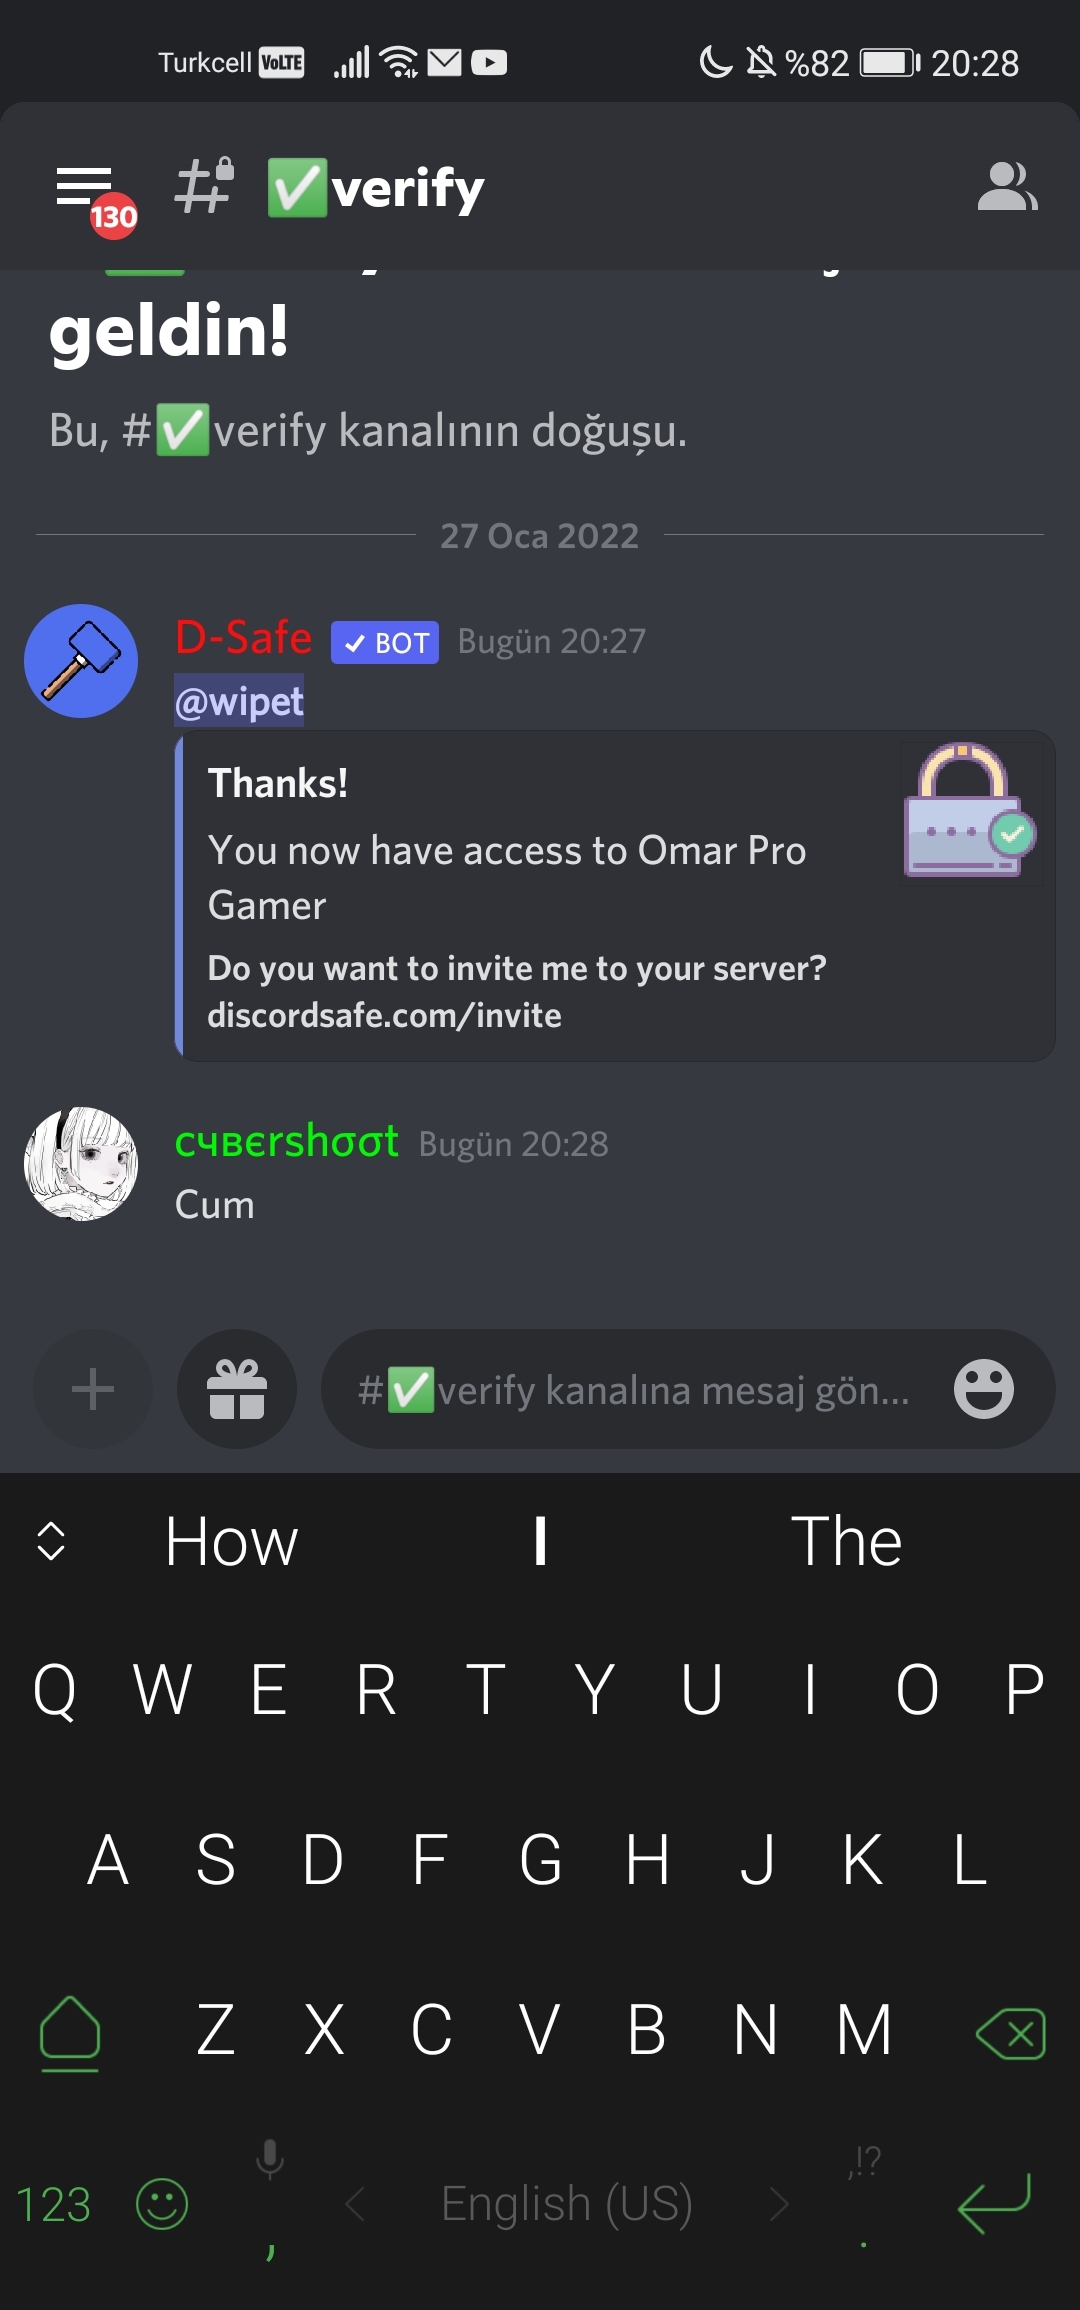 Turkcell VoLTE %82 20:28
130 # ✅verify
geldin!
Bu, #✅verify kanalının doğuşu.
27 Oca 2022
D-Safe ✓ BOT Bugün 20:27
@wipet
Thanks!
You now have access to Omar Pro
Gamer
Do you want to invite me to your server?
discordsafe.com/invite
cчвєrshσσt Bugün 20:28
Cum
#✅verify kanalına mesaj gön...
How I The
Q W E R T Y U I O P
A S D F G H J K L
Z X C V B N M
,!?
123 , < English (US) > .